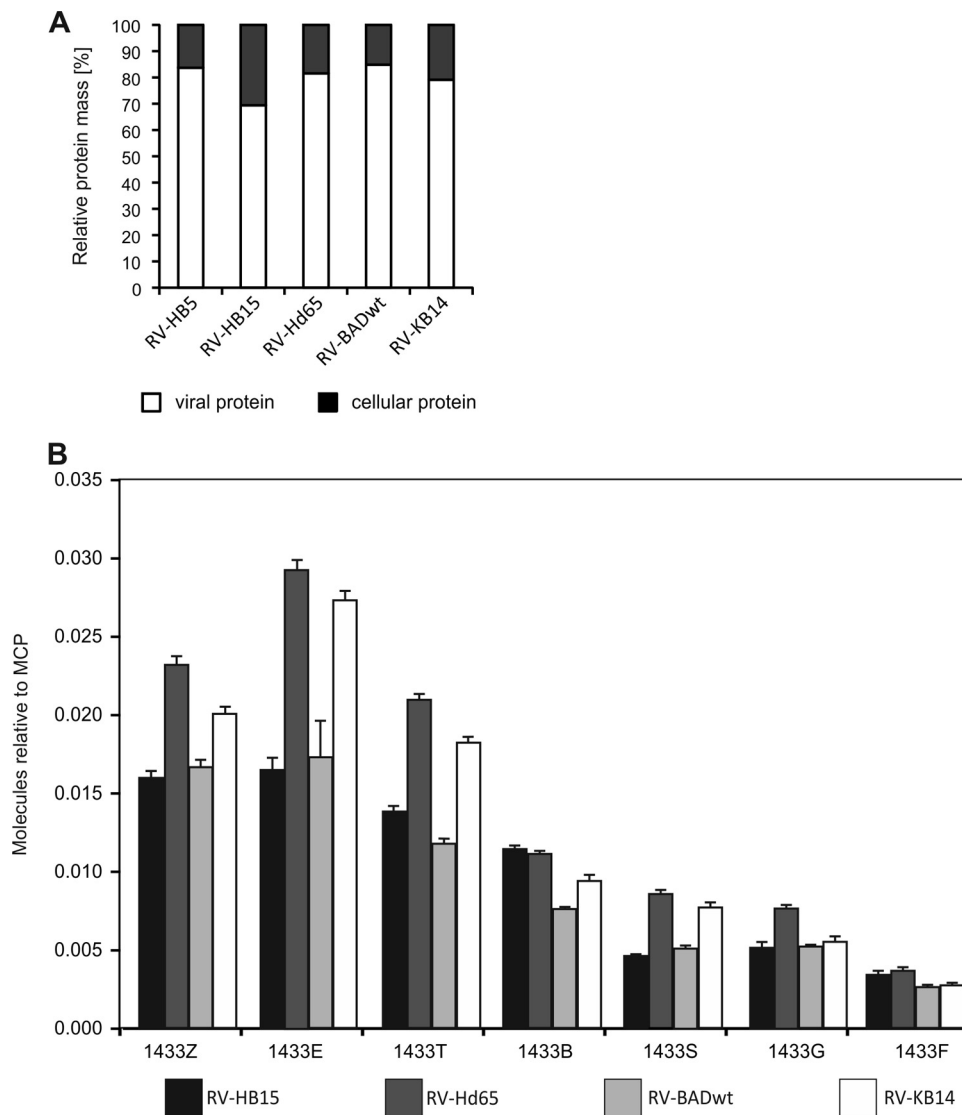 A
Relative protein mass [%]
100
90
80
70
60
50
40
30
20
10
0
RV-HB5
RV-HB15
RV-Hd65
RV-BADwt
RV-KB14
viral protein
cellular protein
B
Molecules relative to MCP
0.035
0.030
0.025
0.020
0.015
0.010
0.005
0.000
1433Z 1433E 1433T 1433B 1433S 1433G 1433F
RV-HB15 RV-Hd65 RV-BADwt RV-KB14